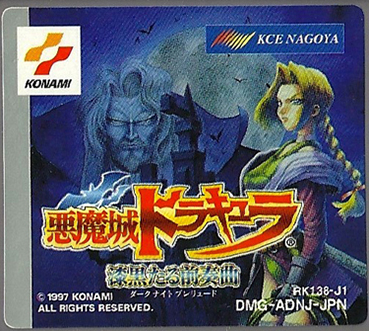 KONAMI
KCE NAGOYA
悪魔城ドラキュラ®
漆黒たる前奏曲
ダークナイトプレリュード
RK138-J1
© 1997 KONAMI
ALL RIGHTS RESERVED.
DMG-ADNJ-JPN